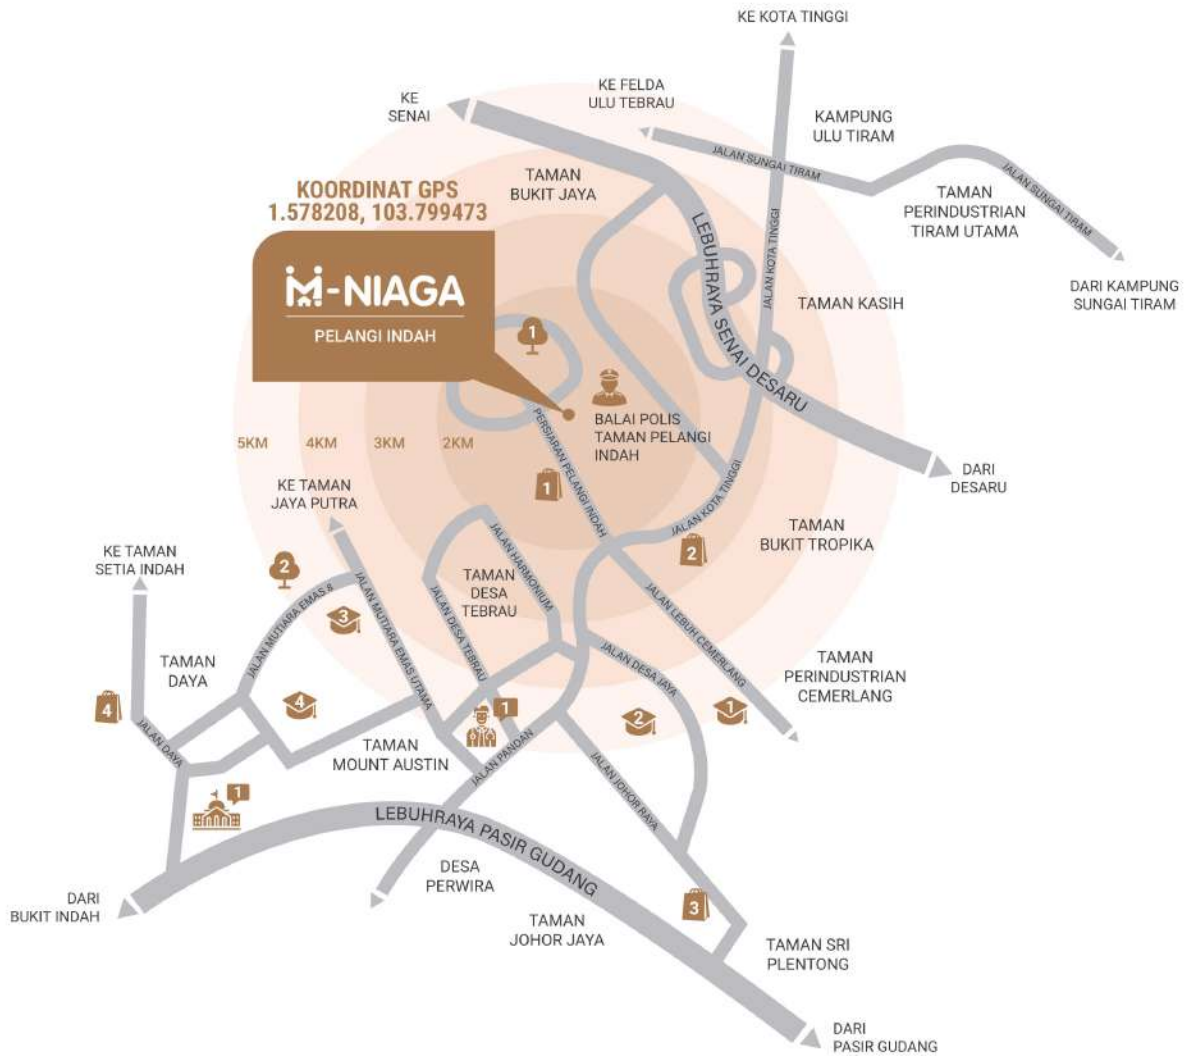 KE KOTA TINGGI
KE FELDA
ULU TEBRAU
KE
SENAI
KAMPUNG
ULU TIRAM
JALAN SUNGAI TIRAM
JALAN SUNGAI TIRAM
TAMAN
BUKIT JAYA
KOORDINAT GPS
1.578208, 103.799473
TAMAN
PERINDUSTRIAN
TIRAM UTAMA
LEBUHRAYA SENAI DESARU
JALAN KOTA TINGGI
M-NIAGA
PELANGI INDAH
DARI KAMPUNG
SUNGAI TIRAM
TAMAN KASIH
1
BALAI POLIS
TAMAN PELANGI
INDAH
PERSIARAN PELANGI INDAH
5KM
4KM
3KM
2KM
DARI
DESARU
KE TAMAN
JAYA PUTRA
1
JALAN KOTA TINGGI
TAMAN
BUKIT TROPIKA
2
KE TAMAN
SETIA INDAH
2
JALAN HARMONIUM
TAMAN
DESA
TEBRAU
JALAN MUTIARA EMAS 8
3
JALAN MUTIARA EMAS UTAMA
JALAN DESA TEBRAU
JALAN LEBUH CEMERLANG
JALAN DESA JAYA
TAMAN
PERINDUSTRIAN
CEMERLANG
TAMAN
DAYA
4
4
1
2
1
JALAN DAYA
TAMAN
MOUNT AUSTIN
JALAN PANDAN
JALAN JOHOR RAYA
1
LEBUHRAYA PASIR GUDANG
DESA
PERWIRA
DARI
BUKIT INDAH
3
TAMAN
JOHOR JAYA
TAMAN SRI
PLENTONG
DARI
PASIR GUDANG